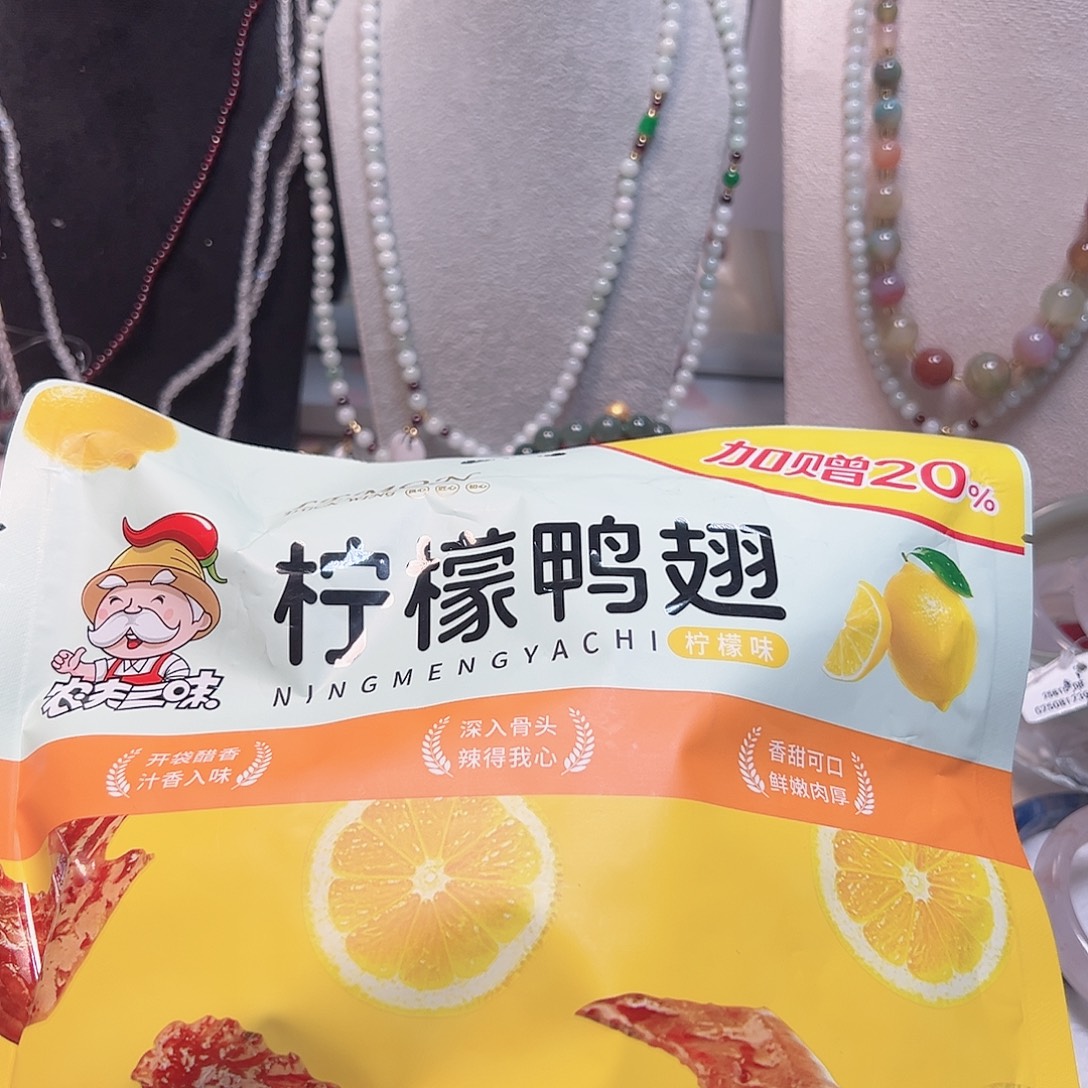 加赠20%
柠檬鸭翅
NINGMENGYACHI
柠檬味
农夫三味
开袋醋香
汁香入味
深入骨头
辣得我心
香甜可口
鲜嫩肉厚